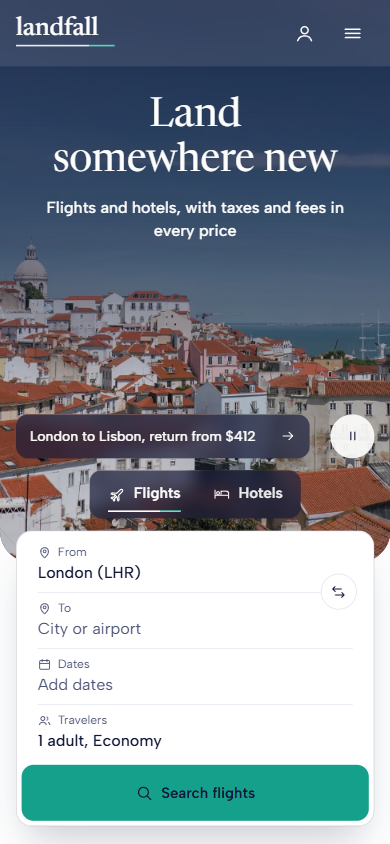 landfall
Land
somewhere new
Flights and hotels, with taxes and fees in
every price
London to Lisbon, return from $412
Flights
Hotels
From
London (LHR)
To
City or airport
Dates
Add dates
Travelers
1 adult, Economy
Search flights